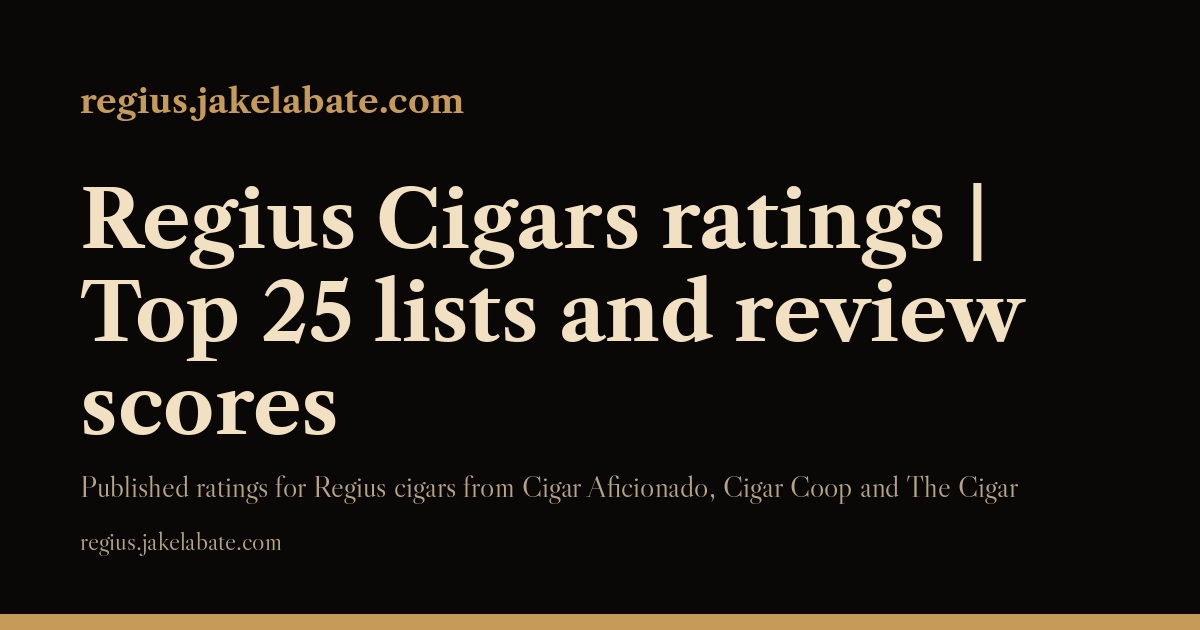 regius.jakelabate.com
Regius Cigars ratings |
Top 25 lists and review
scores
Published ratings for Regius cigars from Cigar Aficionado, Cigar Coop and The Cigar
regius.jakelabate.com